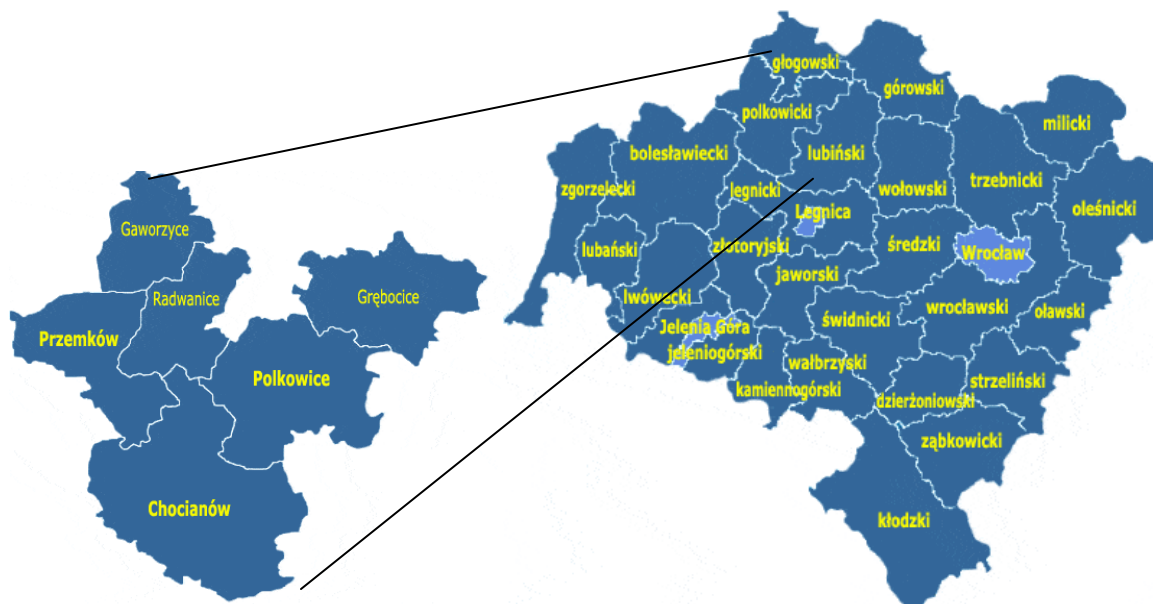 Gaworzyce
Radwanice
Grębocice
Przemków
Polkowice
Chocianów
głogowski
górowski
polkowicki
milicki
bolesławiecki
lubiński
zgorzelecki
legnicki
wołowski
trzebnicki
oleśnicki
Legnica
lubański
złotoryjski
średzki
Wrocław
jaworski
lwówecki
wrocławski
oławski
świdnicki
Jelenia Góra
jeleniogórski
wałbrzyski
strzeliński
kamiennogórski
dzierżoniowski
ząbkowicki
kłodzki